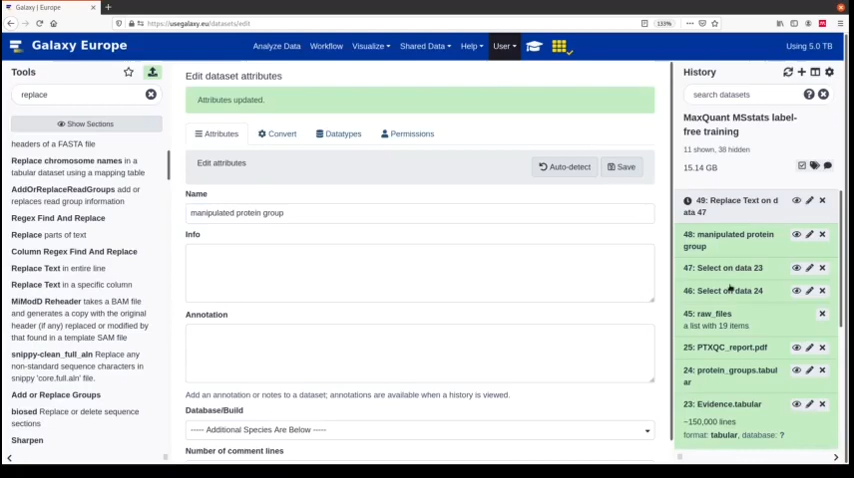 Galaxy | Europe
https://usegalaxy.eu/datasets/edit
133%
Galaxy Europe
Analyze Data
Workflow
Visualize
Shared Data
Help
User
Using 5.0 TB
Tools
replace
Show Sections
headers of a FASTA file
Replace chromosome names in a
tabular dataset using a mapping
table
AddOrReplaceReadGroups add or
replaces read group information
Regex Find And Replace
Replace parts of text
Column Regex Find And Replace
Replace Text in entire line
Replace Text in a specific column
MiModD Reheader takes a BAM file
and generates a copy with the original
header (if any) replaced or modified by
that found in a template SAM file
snippy-clean_full_aln Replace any
non-standard sequence characters in
snippy 'core.full.aln' file.
Add or Replace Groups
biosed Replace or delete sequence
sections
Sharpen
Edit dataset attributes
Attributes updated.
Attributes
Convert
Datatypes
Permissions
Edit attributes
Auto-detect
Save
Name
manipulated protein group
Info
Annotation
Add an annotation or notes to a dataset; annotations are available when a history is viewed.
Database/Build
----- Additional Species Are Below -----
Number of comment lines
History
search datasets
MaxQuant MSstats label-
free training
11 shown, 38 hidden
15.14 GB
49: Replace Text on d
ata 47
48: manipulated protein
group
47: Select on data 23
46: Select on data 24
45: raw_files
a list with 19 items
25: PTXQC_report.pdf
24: protein_groups.tabul
ar
23: Evidence.tabular
~150,000 lines
format: tabular, database: ?